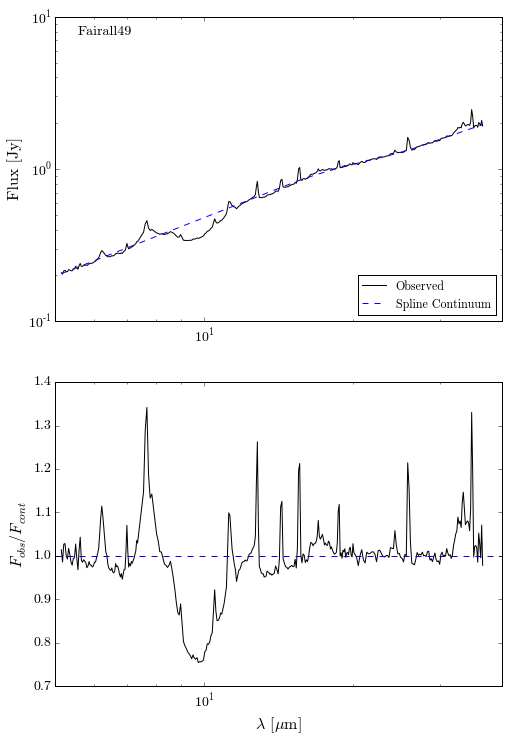 10^1
Fairall49
Flux [Jy]
10^0
Observed
Spline Continuum
10^-1
10^1
1.4
1.3
1.2
1.1
F_obs/F_cont
1.0
0.9
0.8
0.7
10^1
λ [μm]